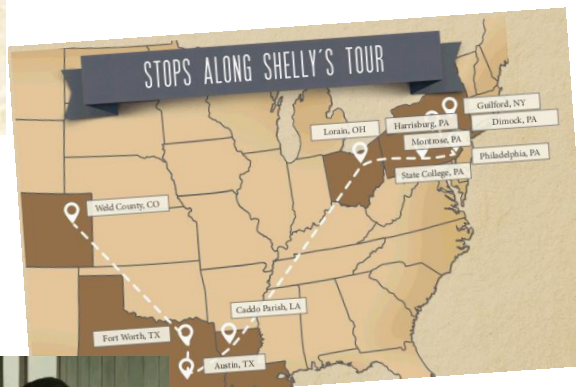 STOPS ALONG SHELLY'S TOUR
Guilford, NY
Lorain, OH
Harrisburg, PA
Dimock, PA
Montrose, PA
Philadelphia, PA
State College, PA
Weld County, CO
Caddo Parish, LA
Fort Worth, TX
Austin, TX